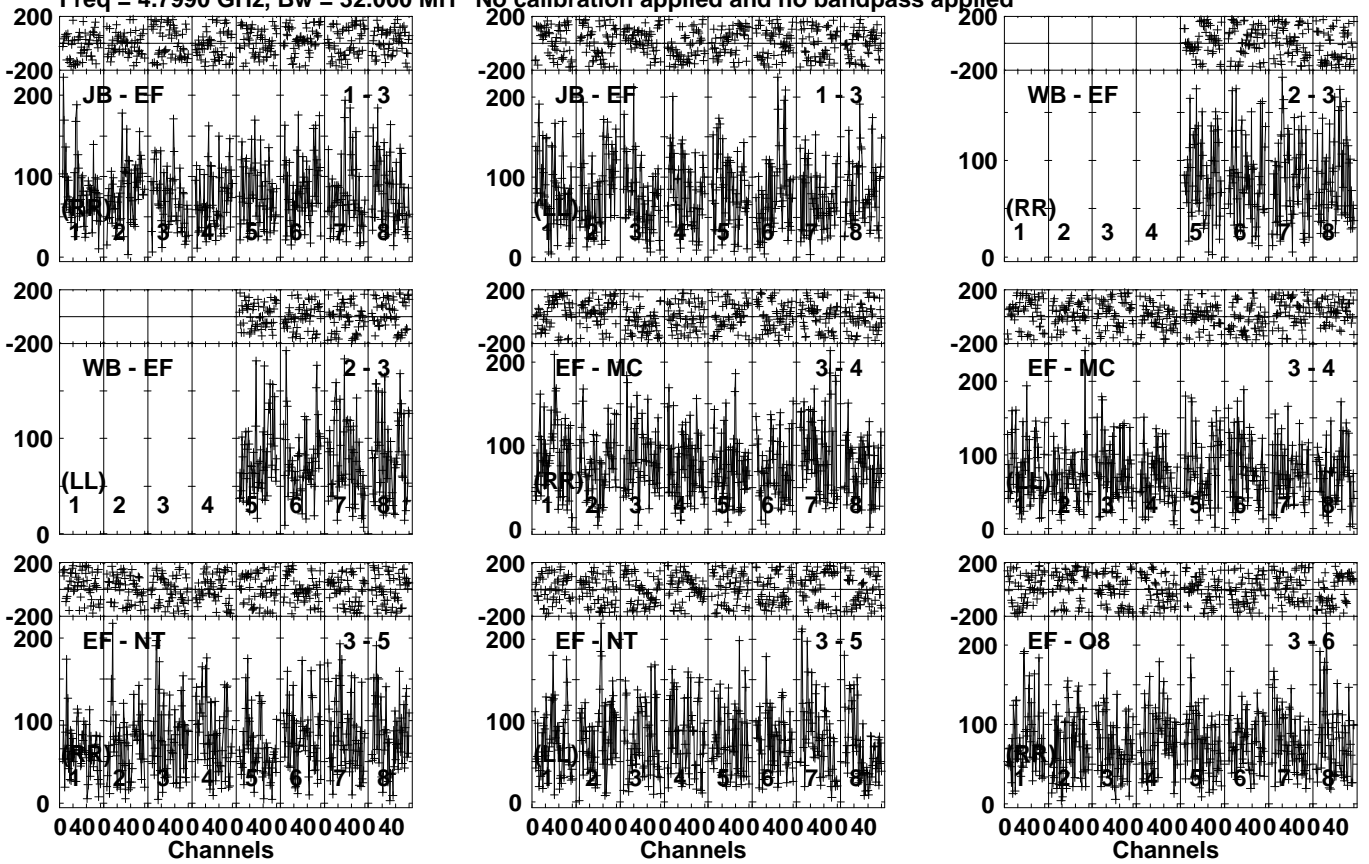 Freq = 4.7990 GHz, Bw = 32.000 MH No calibration applied and no bandpass applied
200 200 200
-200 -200 -200
200 JB - EF 1 - 3 200 JB - EF 1 - 3 200 WB - EF 2 - 3
100 100 100
(RR) (LL) (RR)
1 2 3 4 5 6 7 8 1 2 3 4 5 6 7 8 1 2 3 4 5 6 7 8
0 0 0
200 200 200
-200 -200 -200
200 WB - EF 2 - 3 200 EF - MC 3 - 4 200 EF - MC 3 - 4
100 100 100
(LL) (RR) (LL)
1 2 3 4 5 6 7 8 1 2 3 4 5 6 7 8 1 2 3 4 5 6 7 8
0 0 0
200 200 200
-200 -200 -200
200 EF - NT 3 - 5 200 EF - NT 3 - 5 200 EF - O8 3 - 6
100 100 100
(RR) (LL) (RR)
1 2 3 4 5 6 7 8 1 2 3 4 5 6 7 8 1 2 3 4 5 6 7 8
0 0 0
0 40 0 40 0 40 0 40 0 40 0 40 0 40 0 40 0 40 0 40 0 40 0 40 0 40 0 40 0 40 0 40 0 40 0 40 0 40 0 40 0 40 0 40 0 40 0 40
Channels Channels Channels